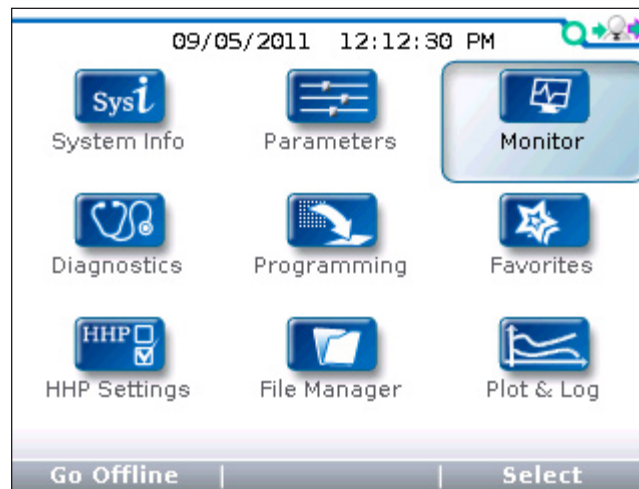 09/05/2011 12:12:30 PM
Sysi
System Info
Parameters
Monitor
Diagnostics
Programming
Favorites
HHP
HHP Settings
File Manager
Plot & Log
Go Offline
Select